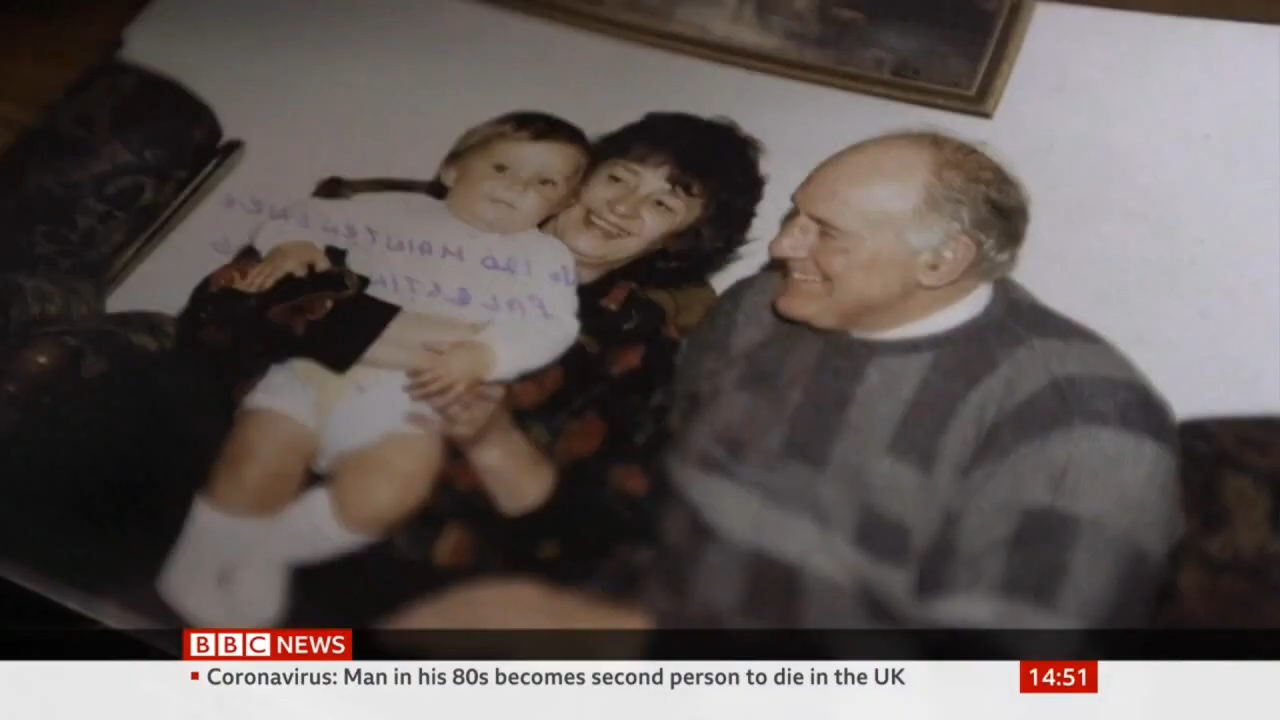 BBC NEWS
Coronavirus: Man in his 80s becomes second person to die in the UK
14:51